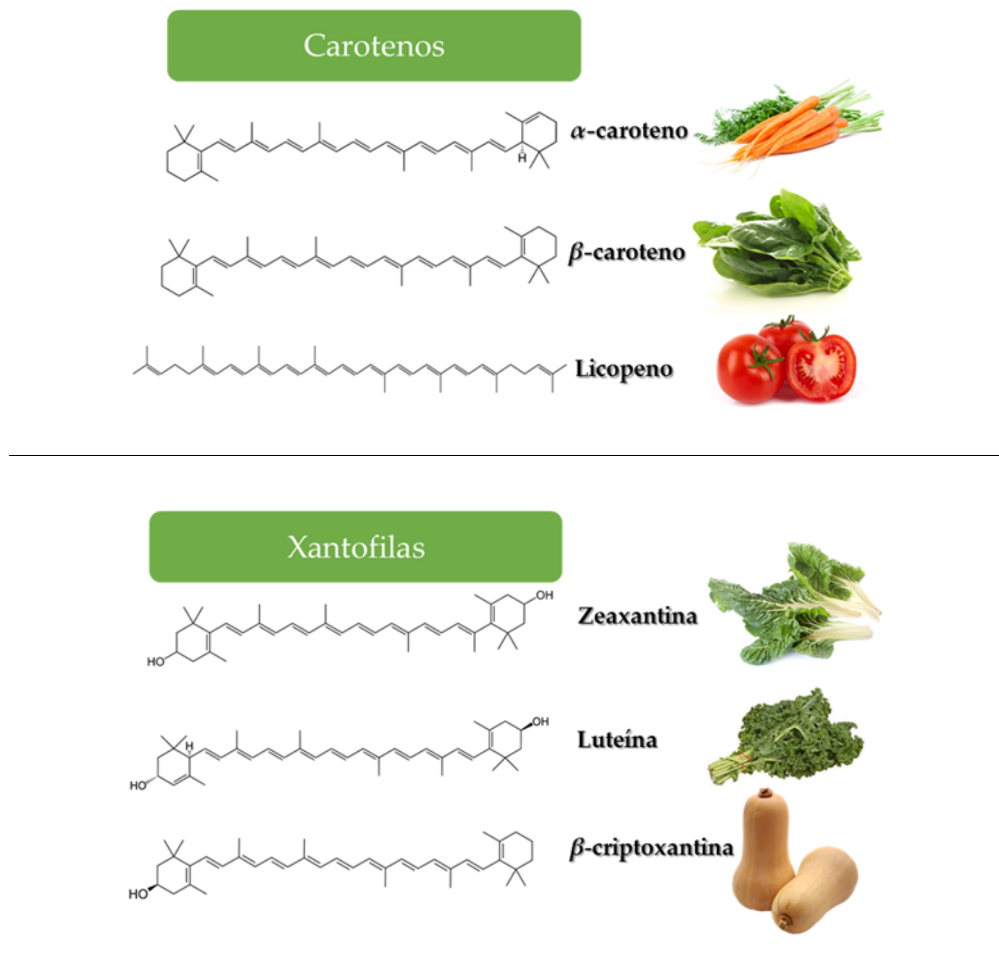 Carotenos
α-caroteno
H
β-caroteno
Licopeno
Xantofilas
OH
Zeaxantina
HO
OH
H
Luteína
HO
β-criptoxantina
HO